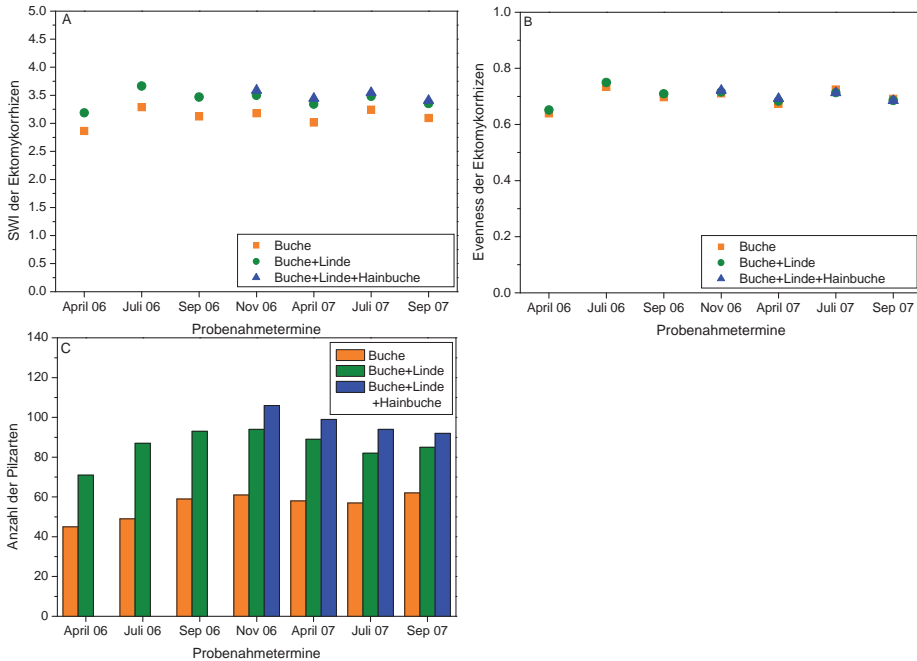 A
SWI der Ektomykorrhizen
5.0
4.5
4.0
3.5
3.0
2.5
2.0
1.5
1.0
0.5
0.0
Buche
Buche+Linde
Buche+Linde+Hainbuche
April 06 Juli 06 Sep 06 Nov 06 April 07 Juli 07 Sep 07
Probenahmetermine
B
Evenness der Ektomykorrhizen
1.0
0.8
0.6
0.4
0.2
0.0
Buche
Buche+Linde
Buche+Linde+Hainbuche
April 06 Juli 06 Sep 06 Nov 06 April 07 Juli 07 Sep 07
Probenahmetermine
C
Anzahl der Pilzarten
140
120
100
80
60
40
20
0
Buche
Buche+Linde
Buche+Linde
+Hainbuche
April 06 Juli 06 Sep 06 Nov 06 April 07 Juli 07 Sep 07
Probenahmetermine